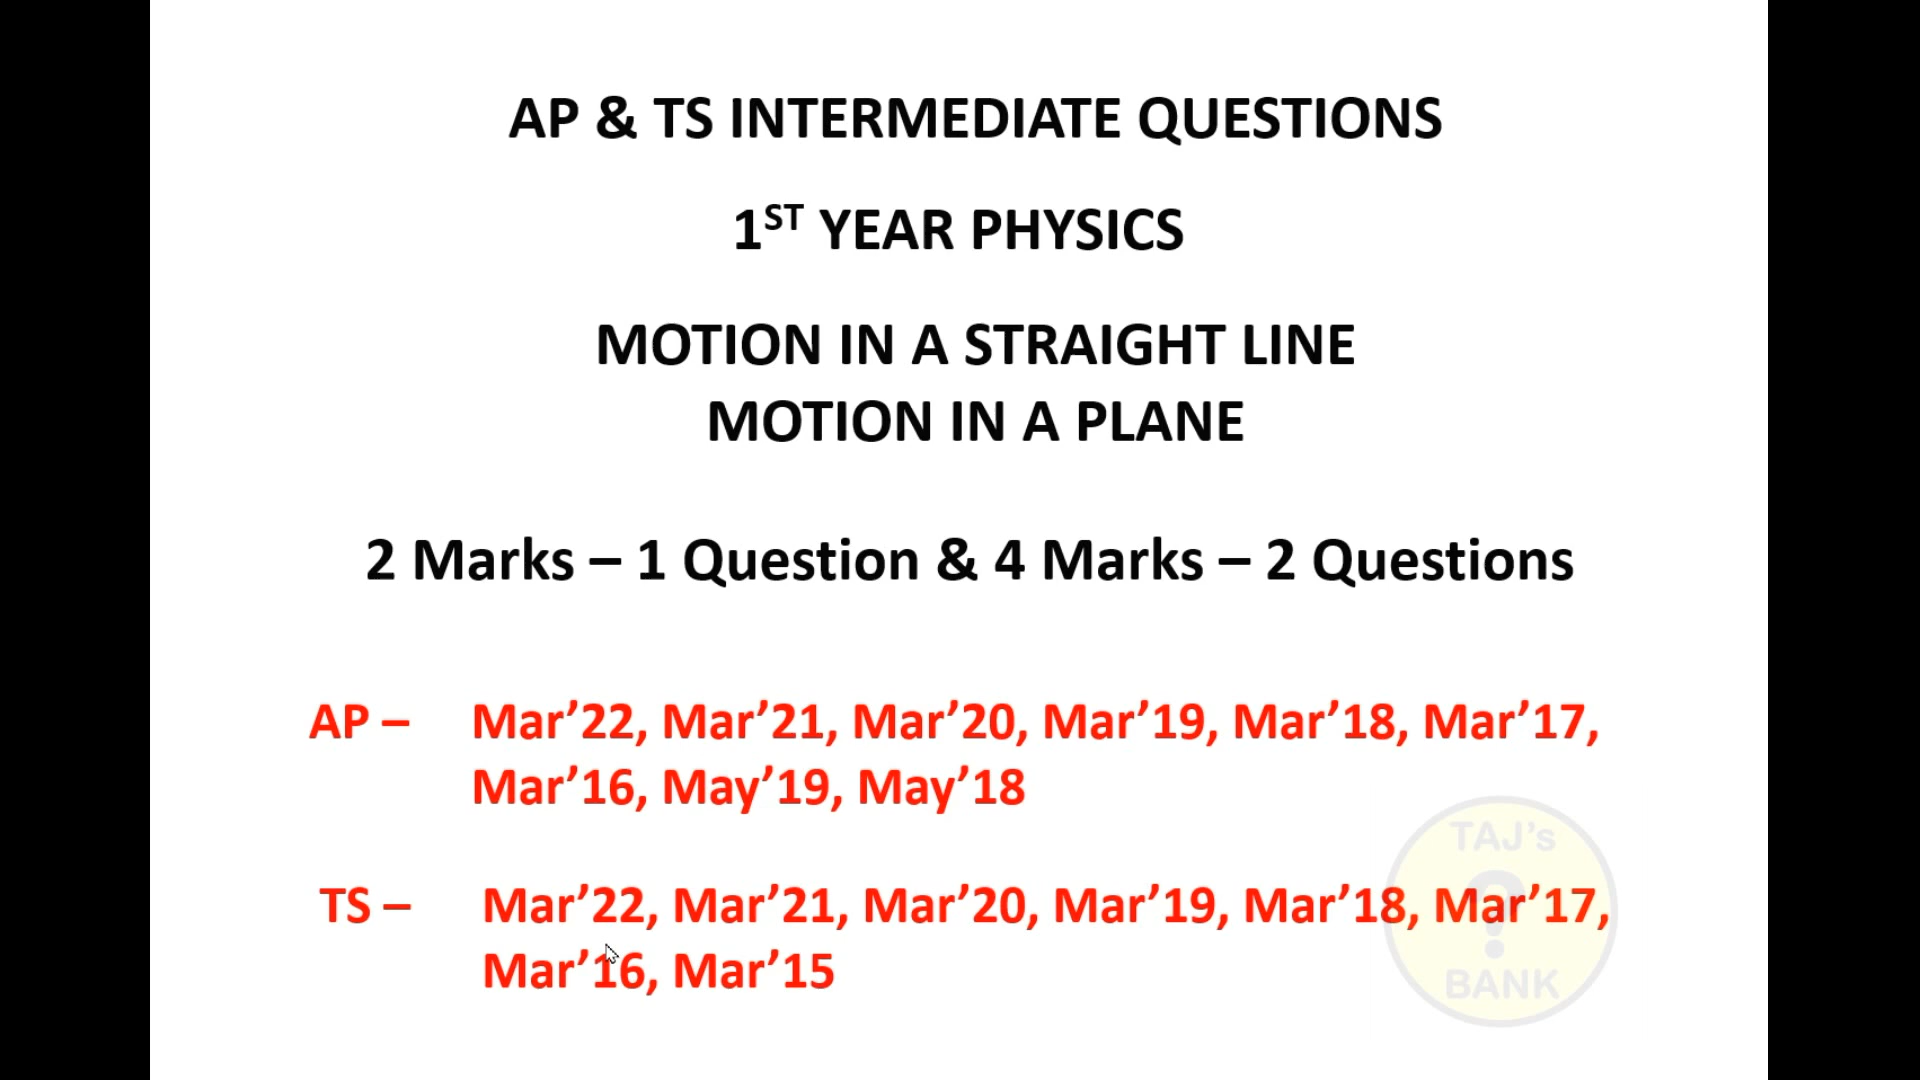 AP & TS INTERMEDIATE QUESTIONS
1ST YEAR PHYSICS
MOTION IN A STRAIGHT LINE
MOTION IN A PLANE
2 Marks – 1 Question & 4 Marks – 2 Questions
AP – Mar’22, Mar’21, Mar’20, Mar’19, Mar’18, Mar’17,
Mar’16, May’19, May’18
TS – Mar’22, Mar’21, Mar’20, Mar’19, Mar’18, Mar’17,
Mar’16, Mar’15
TAJ’s
?
BANK